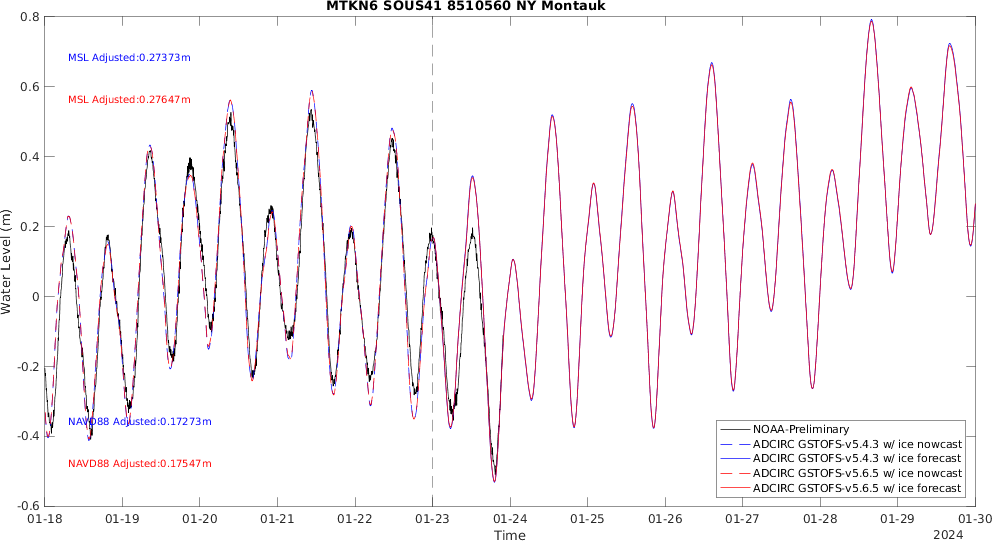 MTKN6 SOUS41 8510560 NY Montauk
0.8
MSL Adjusted:0.27373m
0.6
MSL Adjusted:0.27647m
0.4
0.2
Water Level (m)
0
-0.2
NAVD88 Adjusted:0.17273m
-0.4
NAVD88 Adjusted:0.17547m
-0.6
NOAA-Preliminary
ADCIRC GSTOFS-v5.4.3 w/ ice nowcast
ADCIRC GSTOFS-v5.4.3 w/ ice forecast
ADCIRC GSTOFS-v5.6.5 w/ ice nowcast
ADCIRC GSTOFS-v5.6.5 w/ ice forecast
01-18 01-19 01-20 01-21 01-22 01-23 01-24 01-25 01-26 01-27 01-28 01-29 01-30
Time
2024